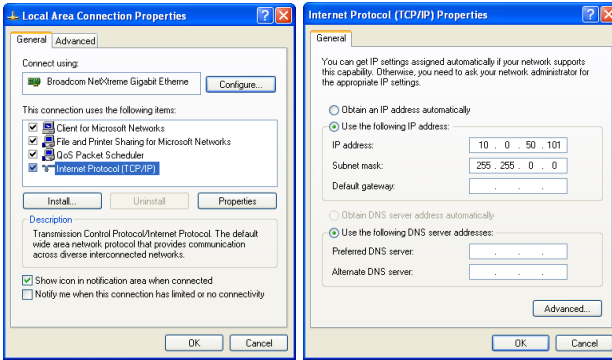 Local Area Connection Properties
General
Advanced
Connect using:
Broadcom NetXtreme Gigabit Etherne
Configure...
This connection uses the following items:
Client for Microsoft Networks
File and Printer Sharing for Microsoft Networks
QoS Packet Scheduler
Internet Protocol (TCP/IP)
Install...
Uninstall
Properties
Description
Transmission Control Protocol/Internet Protocol. The default
wide area network protocol that provides communication
across diverse interconnected networks.
Show icon in notification area when connected
Notify me when this connection has limited or no connectivity
OK
Cancel
Internet Protocol (TCP/IP) Properties
General
You can get IP settings assigned automatically if your network supports
this capability. Otherwise, you need to ask your network administrator for
the appropriate IP settings.
Obtain an IP address automatically
Use the following IP address:
IP address:
10 . 0 . 50 . 101
Subnet mask:
255 . 255 . 0 . 0
Default gateway:
. . .
Obtain DNS server address automatically
Use the following DNS server addresses:
Preferred DNS server:
. . .
Alternate DNS server:
. . .
Advanced...
OK
Cancel